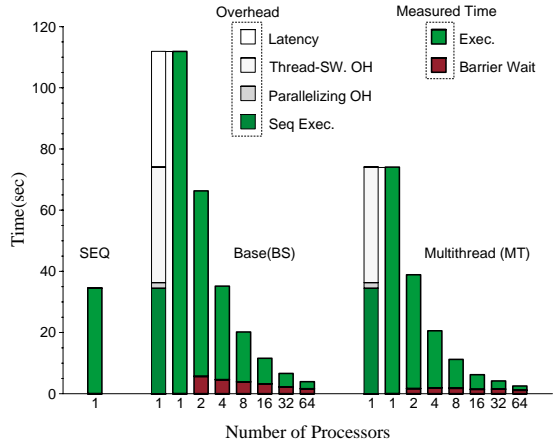 Overhead
Latency
Thread-SW. OH
Parallelizing OH
Seq Exec.
Measured Time
Exec.
Barrier Wait
Time(sec)
120
100
80
60
40
20
0
SEQ
Base(BS)
Multithread (MT)
1
1 1 2 4 8 16 32 64
1 1 2 4 8 16 32 64
Number of Processors